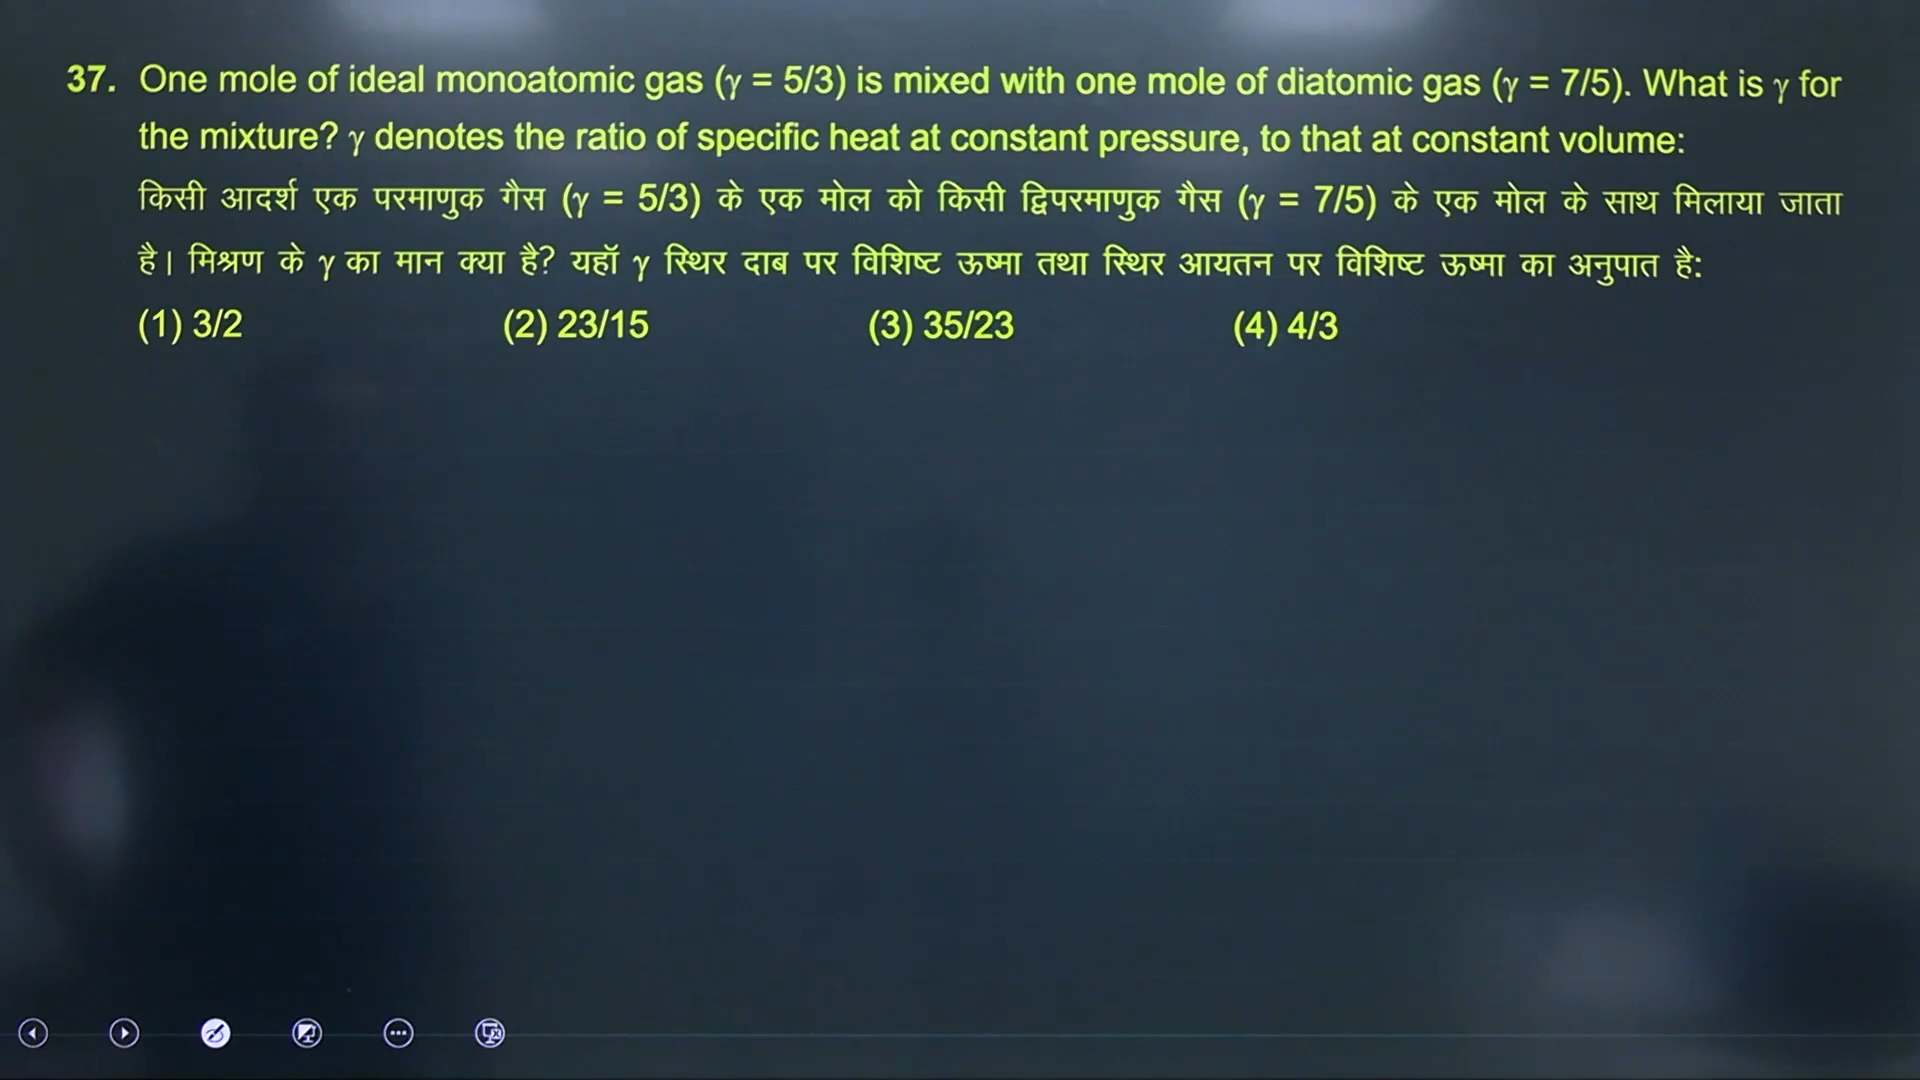 37. One mole of ideal monoatomic gas (γ = 5/3) is mixed with one mole of diatomic gas (γ = 7/5). What is γ for
the mixture? γ denotes the ratio of specific heat at constant pressure, to that at constant volume:
किसी आदर्श एक परमाणुक गैस (γ = 5/3) के एक मोल को किसी द्विपरमाणुक गैस (γ = 7/5) के एक मोल के साथ मिलाया जाता
है। मिश्रण के γ का मान क्या है? यहाँ γ स्थिर दाब पर विशिष्ट ऊष्मा तथा स्थिर आयतन पर विशिष्ट ऊष्मा का अनुपात है:
(1) 3/2 (2) 23/15 (3) 35/23 (4) 4/3